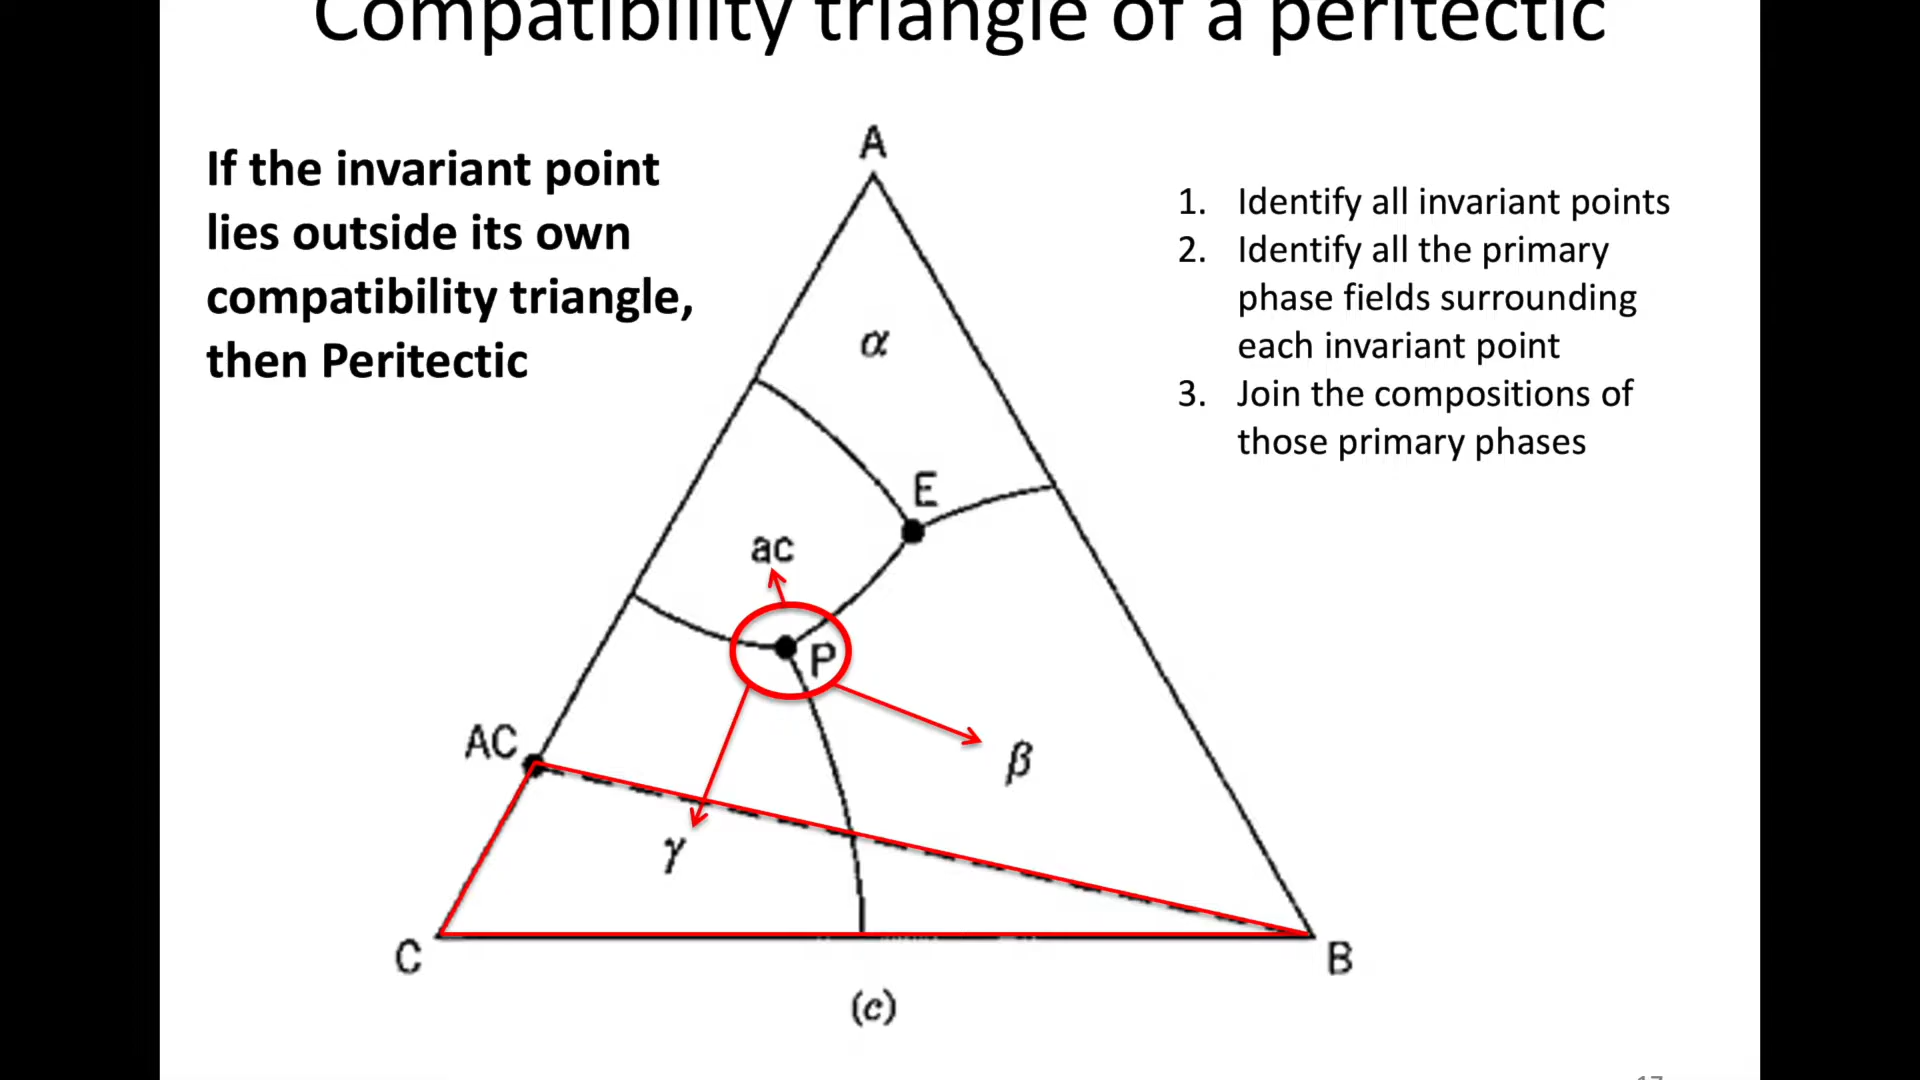 Compatibility triangle of a peritectic
If the invariant point
lies outside its own
compatibility triangle,
then Peritectic
1. Identify all invariant points
2. Identify all the primary
phase fields surrounding
each invariant point
3. Join the compositions of
those primary phases
A
α
E
ac
P
AC
β
γ
C
B
(c)